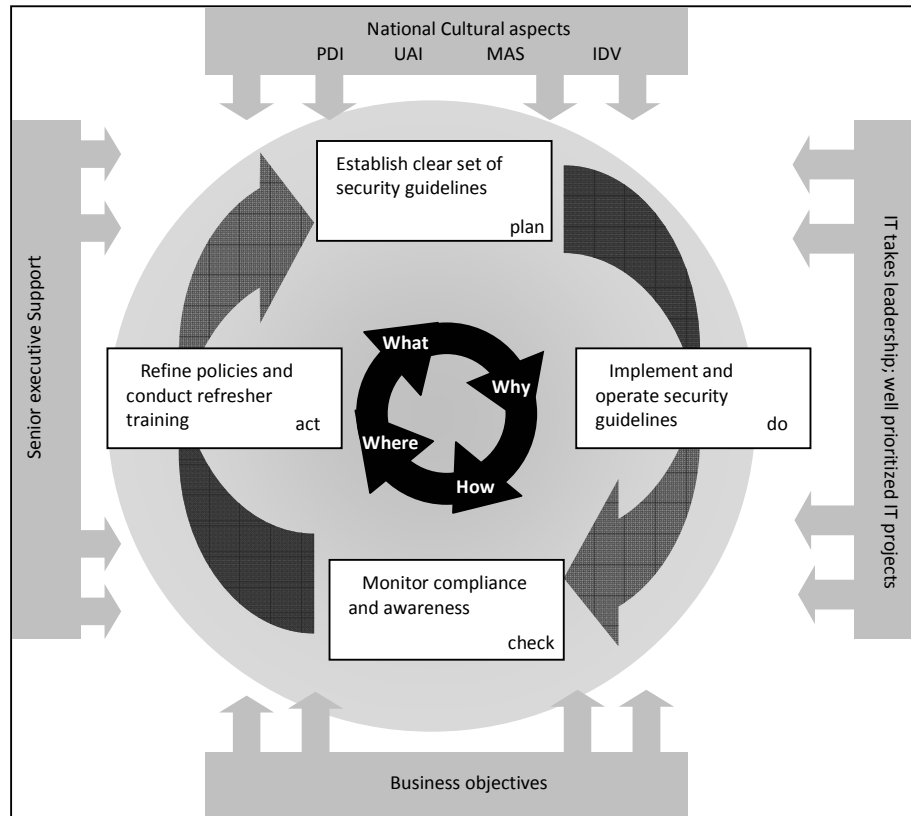 National Cultural aspects
PDI UAI MAS IDV
Establish clear set of
security guidelines
plan
Senior executive Support
IT takes leadership; well prioritized IT projects
What
Why
Where
How
Refine policies and
conduct refresher
training
act
Implement and
operate security
guidelines
do
Monitor compliance
and awareness
check
Business objectives